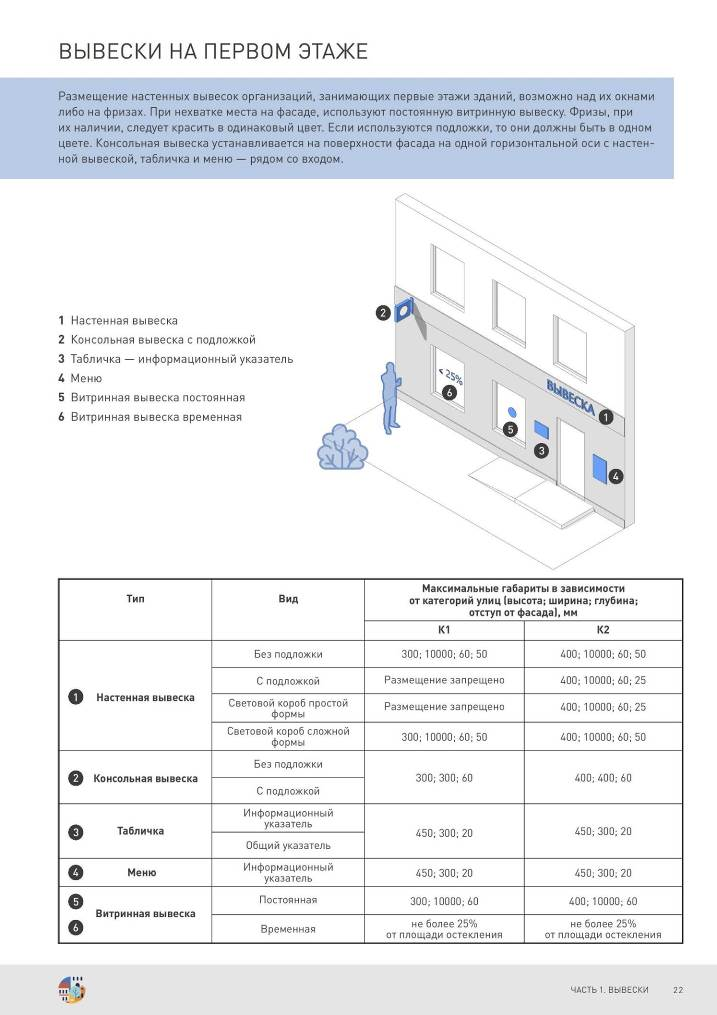 ВЫВЕСКИ НА ПЕРВОМ ЭТАЖЕ
Размещение настенных вывесок организаций, занимающих первые этажи зданий, возможно над их окнами
либо на фризах. При нехватке места на фасаде, используют постоянную витринную вывеску. Фризы, при
их наличии, следует красить в одинаковый цвет. Если используются подложки, то они должны быть в одном
цвете. Консольная вывеска устанавливается на поверхности фасада на одной горизонтальной оси с настен-
ной вывеской, табличка и меню — рядом со входом.
1 Настенная вывеска
2 Консольная вывеска с подложкой
3 Табличка — информационный указатель
4 Меню
5 Витринная вывеска постоянная
6 Витринная вывеска временная
2
< 25%
6
5
3
ВЫВЕСКА
1
4
Тип
Вид
Максимальные габариты в зависимости
от категорий улиц (высота; ширина; глубина;
отступ от фасада), мм
К1
К2
1 Настенная вывеска
Без подложки
300; 10000; 60; 50
400; 10000; 60; 50
С подложкой
Размещение запрещено
400; 10000; 60; 25
Световой короб простой
формы
Размещение запрещено
400; 10000; 60; 25
Световой короб сложной
формы
300; 10000; 60; 50
400; 10000; 60; 50
2 Консольная вывеска
Без подложки
С подложкой
300; 300; 60
400; 400; 60
3 Табличка
Информационный
указатель
Общий указатель
450; 300; 20
450; 300; 20
4 Меню
Информационный
указатель
450; 300; 20
450; 300; 20
5
6
Витринная вывеска
Постоянная
300; 10000; 60
400; 10000; 60
Временная
не более 25%
от площади остекления
не более 25%
от площади остекления
ЧАСТЬ 1. ВЫВЕСКИ 22